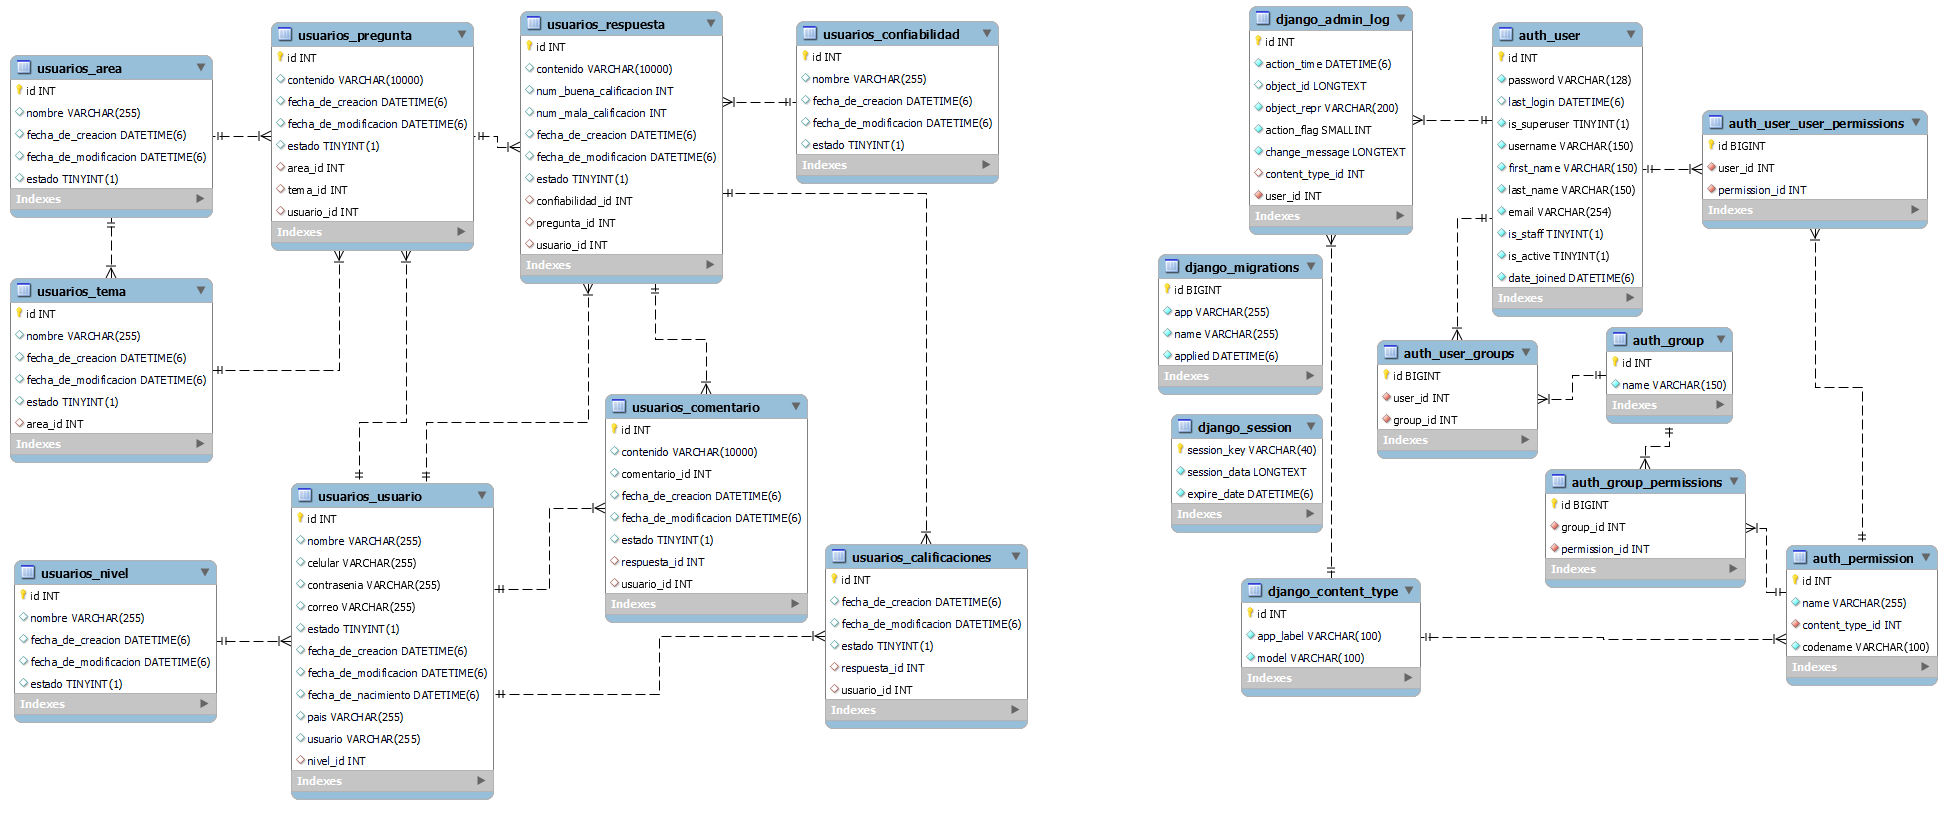 usuarios_area
id INT
nombre VARCHAR(255)
fecha_de_creacion DATETIME(6)
fecha_de_modificacion DATETIME(6)
estado TINYINT(1)
Indexes
usuarios_pregunta
id INT
contenido VARCHAR(10000)
fecha_de_creacion DATETIME(6)
fecha_de_modificacion DATETIME(6)
estado TINYINT(1)
area_id INT
tema_id INT
usuario_id INT
Indexes
usuarios_respuesta
id INT
contenido VARCHAR(10000)
num_buena_calificacion INT
num_mala_calificacion INT
fecha_de_creacion DATETIME(6)
fecha_de_modificacion DATETIME(6)
estado TINYINT(1)
confiabilidad_id INT
pregunta_id INT
usuario_id INT
Indexes
usuarios_confiabilidad
id INT
nombre VARCHAR(255)
fecha_de_creacion DATETIME(6)
fecha_de_modificacion DATETIME(6)
estado TINYINT(1)
Indexes
usuarios_tema
id INT
nombre VARCHAR(255)
fecha_de_creacion DATETIME(6)
fecha_de_modificacion DATETIME(6)
estado TINYINT(1)
area_id INT
Indexes
usuarios_comentario
id INT
contenido VARCHAR(10000)
comentario_id INT
fecha_de_creacion DATETIME(6)
fecha_de_modificacion DATETIME(6)
estado TINYINT(1)
respuesta_id INT
usuario_id INT
Indexes
usuarios_usuario
id INT
nombre VARCHAR(255)
celular VARCHAR(255)
contrasenia VARCHAR(255)
correo VARCHAR(255)
estado TINYINT(1)
fecha_de_creacion DATETIME(6)
fecha_de_modificacion DATETIME(6)
fecha_de_nacimiento DATETIME(6)
pais VARCHAR(255)
usuario VARCHAR(255)
nivel_id INT
Indexes
usuarios_nivel
id INT
nombre VARCHAR(255)
fecha_de_creacion DATETIME(6)
fecha_de_modificacion DATETIME(6)
estado TINYINT(1)
Indexes
usuarios_calificaciones
id INT
fecha_de_creacion DATETIME(6)
fecha_de_modificacion DATETIME(6)
estado TINYINT(1)
respuesta_id INT
usuario_id INT
Indexes
django_admin_log
id INT
action_time DATETIME(6)
object_id LONGTEXT
object_repr VARCHAR(200)
action_flag SMALLINT
change_message LONGTEXT
content_type_id INT
user_id INT
Indexes
auth_user
id INT
password VARCHAR(128)
last_login DATETIME(6)
is_superuser TINYINT(1)
username VARCHAR(150)
first_name VARCHAR(150)
last_name VARCHAR(150)
email VARCHAR(254)
is_staff TINYINT(1)
is_active TINYINT(1)
date_joined DATETIME(6)
Indexes
auth_user_user_permissions
id BIGINT
user_id INT
permission_id INT
Indexes
django_migrations
id BIGINT
app VARCHAR(255)
name VARCHAR(255)
applied DATETIME(6)
Indexes
auth_user_groups
id BIGINT
user_id INT
group_id INT
Indexes
auth_group
id INT
name VARCHAR(150)
Indexes
django_session
session_key VARCHAR(40)
session_data LONGTEXT
expire_date DATETIME(6)
Indexes
auth_group_permissions
id BIGINT
group_id INT
permission_id INT
Indexes
django_content_type
id INT
app_label VARCHAR(100)
model VARCHAR(100)
Indexes
auth_permission
id INT
name VARCHAR(255)
content_type_id INT
codename VARCHAR(100)
Indexes